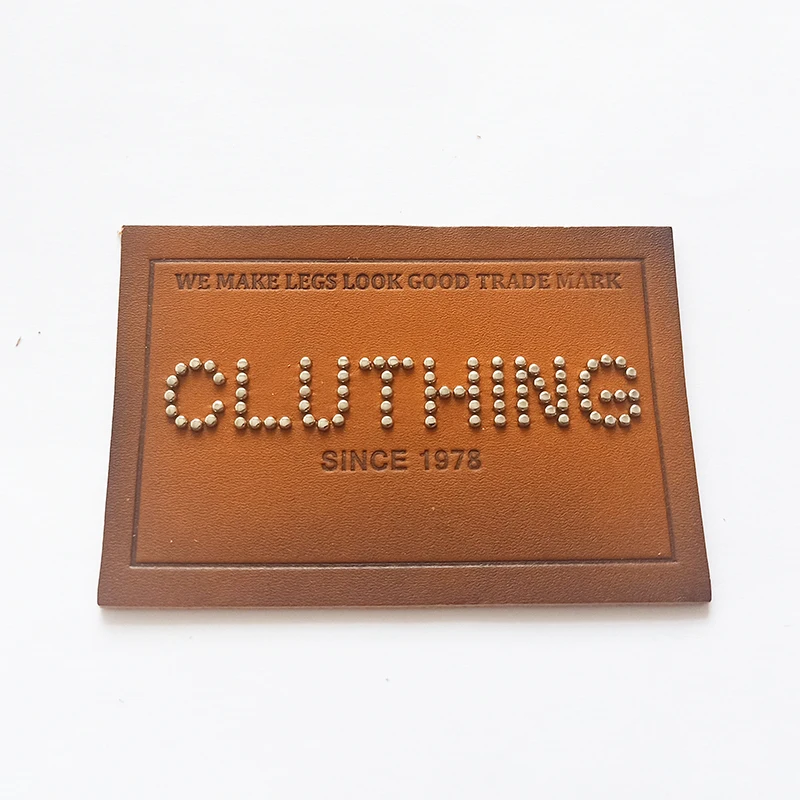 WE MAKE LEGS LOOK GOOD TRADE MARK
CLUTHING
SINCE 1978